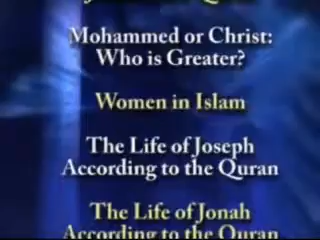 Mohammed or Christ:
Who is Greater?
Women in Islam
The Life of Joseph
According to the Quran
The Life of Jonah
According to the Quran